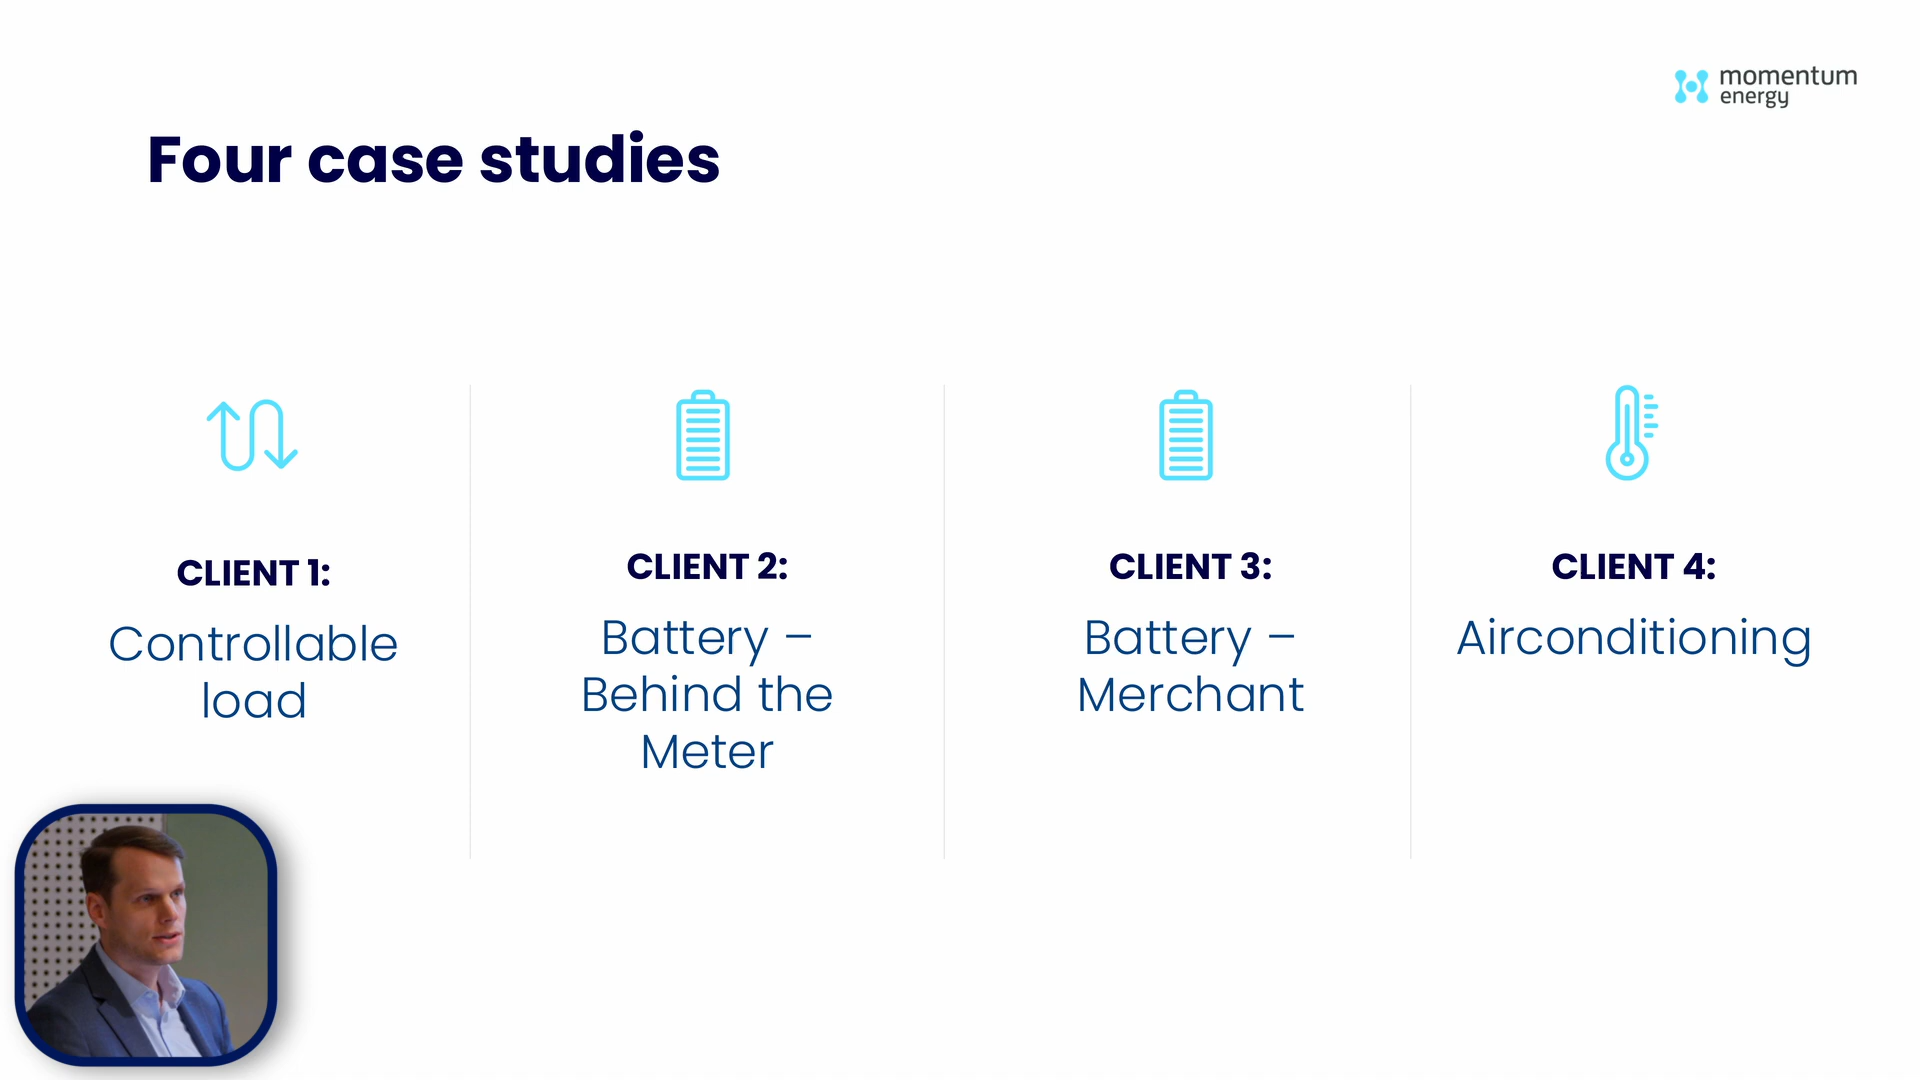 momentum
energy
Four case studies
CLIENT 1:
Controllable
load
CLIENT 2:
Battery –
Behind the
Meter
CLIENT 3:
Battery –
Merchant
CLIENT 4:
Airconditioning